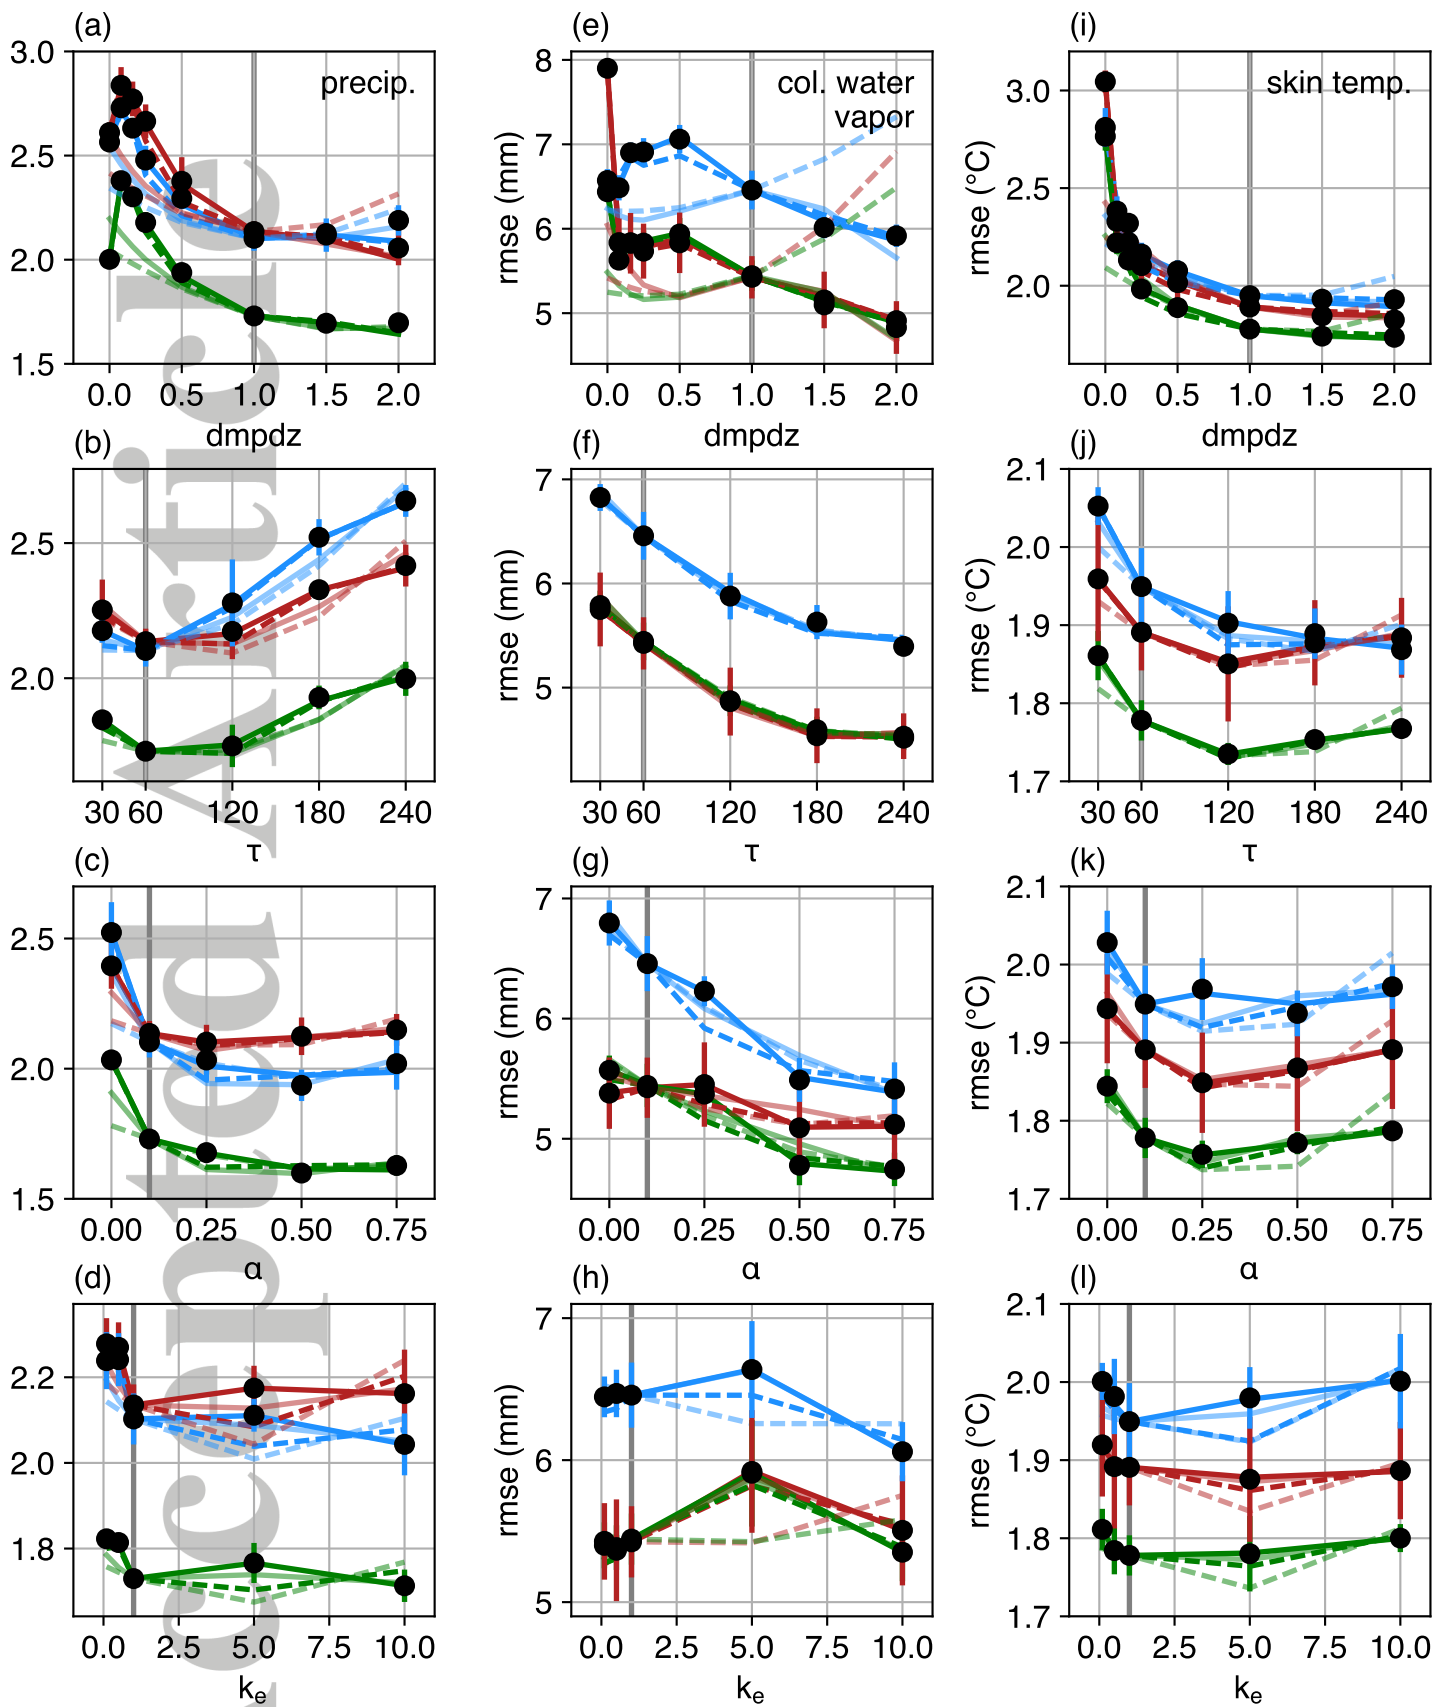 (a)
precip.
3.0
2.5
2.0
1.5
0.0 0.5 1.0 1.5 2.0
dmpdz
(e)
col. water
vapor
rmse (mm)
8
7
6
5
0.0 0.5 1.0 1.5 2.0
dmpdz
(i)
skin temp.
rmse (°C)
3.0
2.5
2.0
0.0 0.5 1.0 1.5 2.0
dmpdz
(b)
2.5
2.0
30 60 120 180 240
τ
(f)
rmse (mm)
7
6
5
30 60 120 180 240
τ
(j)
rmse (°C)
2.1
2.0
1.9
1.8
1.7
30 60 120 180 240
τ
(c)
2.5
2.0
1.5
0.00 0.25 0.50 0.75
α
(g)
rmse (mm)
7
6
5
0.00 0.25 0.50 0.75
α
(k)
rmse (°C)
2.1
2.0
1.9
1.8
1.7
0.00 0.25 0.50 0.75
α
(d)
2.2
2.0
1.8
0.0 2.5 5.0 7.5 10.0
kₑ
(h)
rmse (mm)
7
6
5
0.0 2.5 5.0 7.5 10.0
kₑ
(l)
rmse (°C)
2.1
2.0
1.9
1.8
1.7
0.0 2.5 5.0 7.5 10.0
kₑ
cepted Article